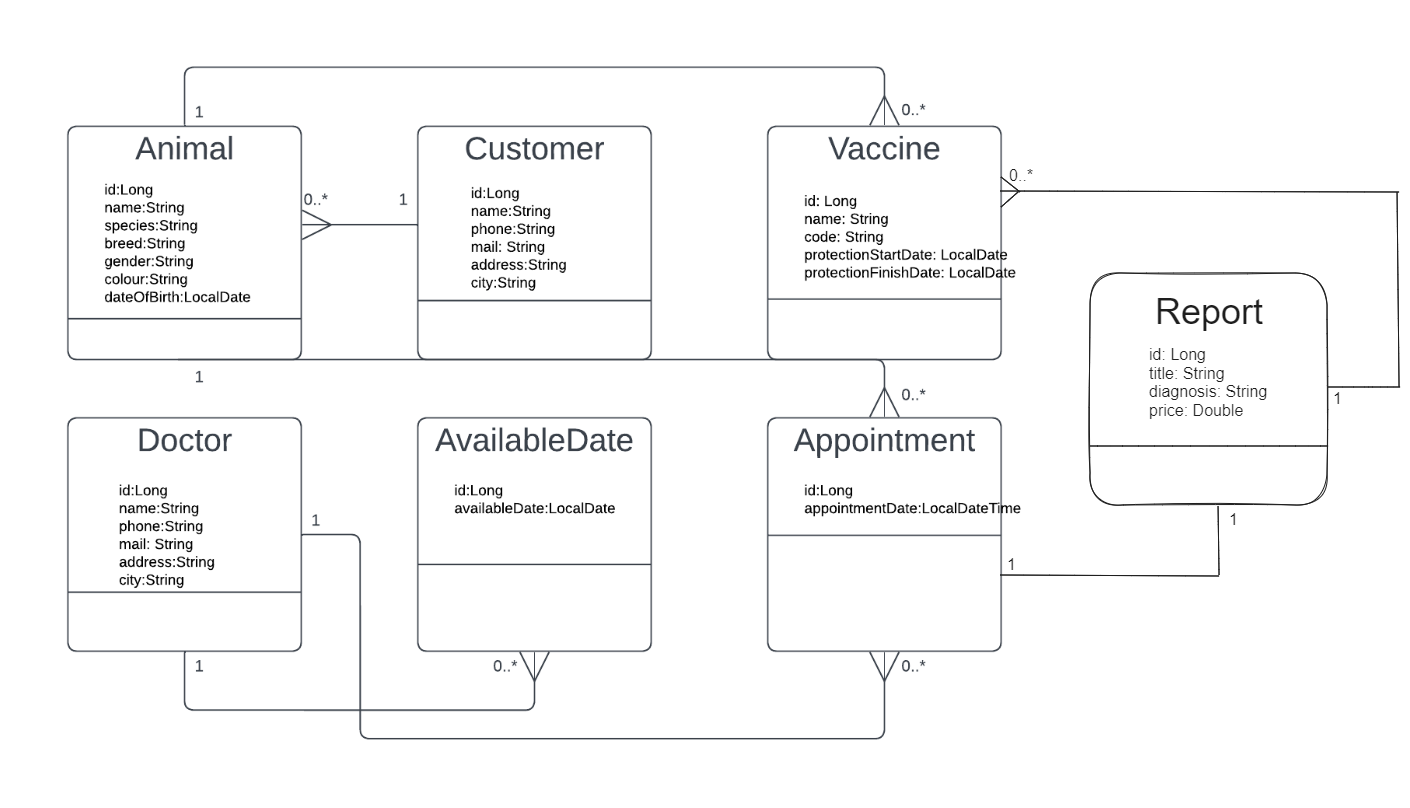 1
0..*
Animal
id:Long
name:String
species:String
breed:String
gender:String
colour:String
dateOfBirth:LocalDate
0..*
1
Customer
id:Long
name:String
phone:String
mail: String
address:String
city:String
Vaccine
id: Long
name: String
code: String
protectionStartDate: LocalDate
protectionFinishDate: LocalDate
0..*
Report
id: Long
title: String
diagnosis: String
price: Double
1
1
1
0..*
Doctor
id:Long
name:String
phone:String
mail: String
address:String
city:String
1
1
AvailableDate
id:Long
availableDate:LocalDate
0..*
Appointment
id:Long
appointmentDate:LocalDateTime
1
0..*